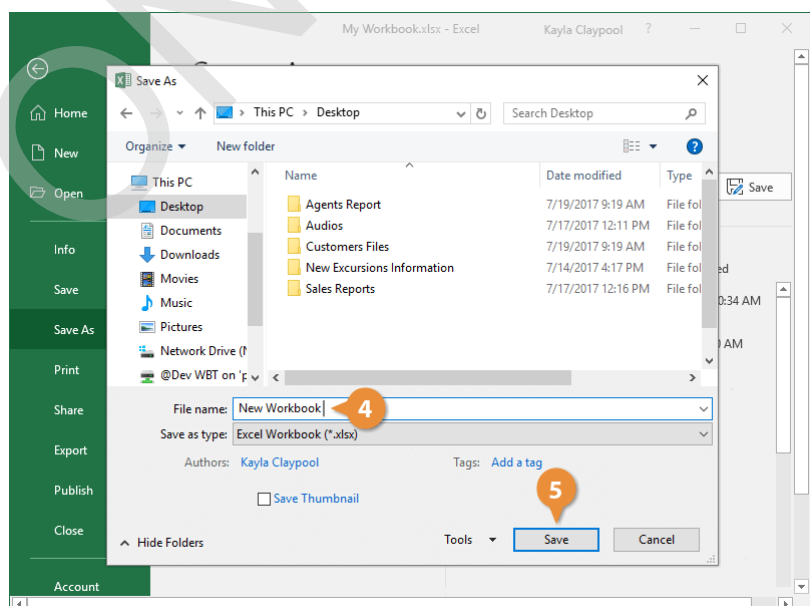 My Workbook.xlsx - Excel Kayla Claypool ?
Save As
This PC > Desktop Search Desktop
Organize New folder ?
Home
New
Open
Info
Save
Save As
Print
Share
Export
Publish
Close
Account
This PC
Desktop
Documents
Downloads
Movies
Music
Pictures
Network Drive (
@Dev WBT on 'p
Name Date modified Type
Agents Report 7/19/2017 9:19 AM File fol
Audios 7/17/2017 12:11 PM File fol
Customers Files 7/19/2017 9:19 AM File fol
New Excursions Information 7/14/2017 4:17 PM File fol
Sales Reports 7/17/2017 12:16 PM File fol
Save
ed
0:34 AM
AM
File name: New Workbook 4
Save as type: Excel Workbook (*.xlsx)
Authors: Kayla Claypool Tags: Add a tag
Save Thumbnail 5
Hide Folders Tools Save Cancel